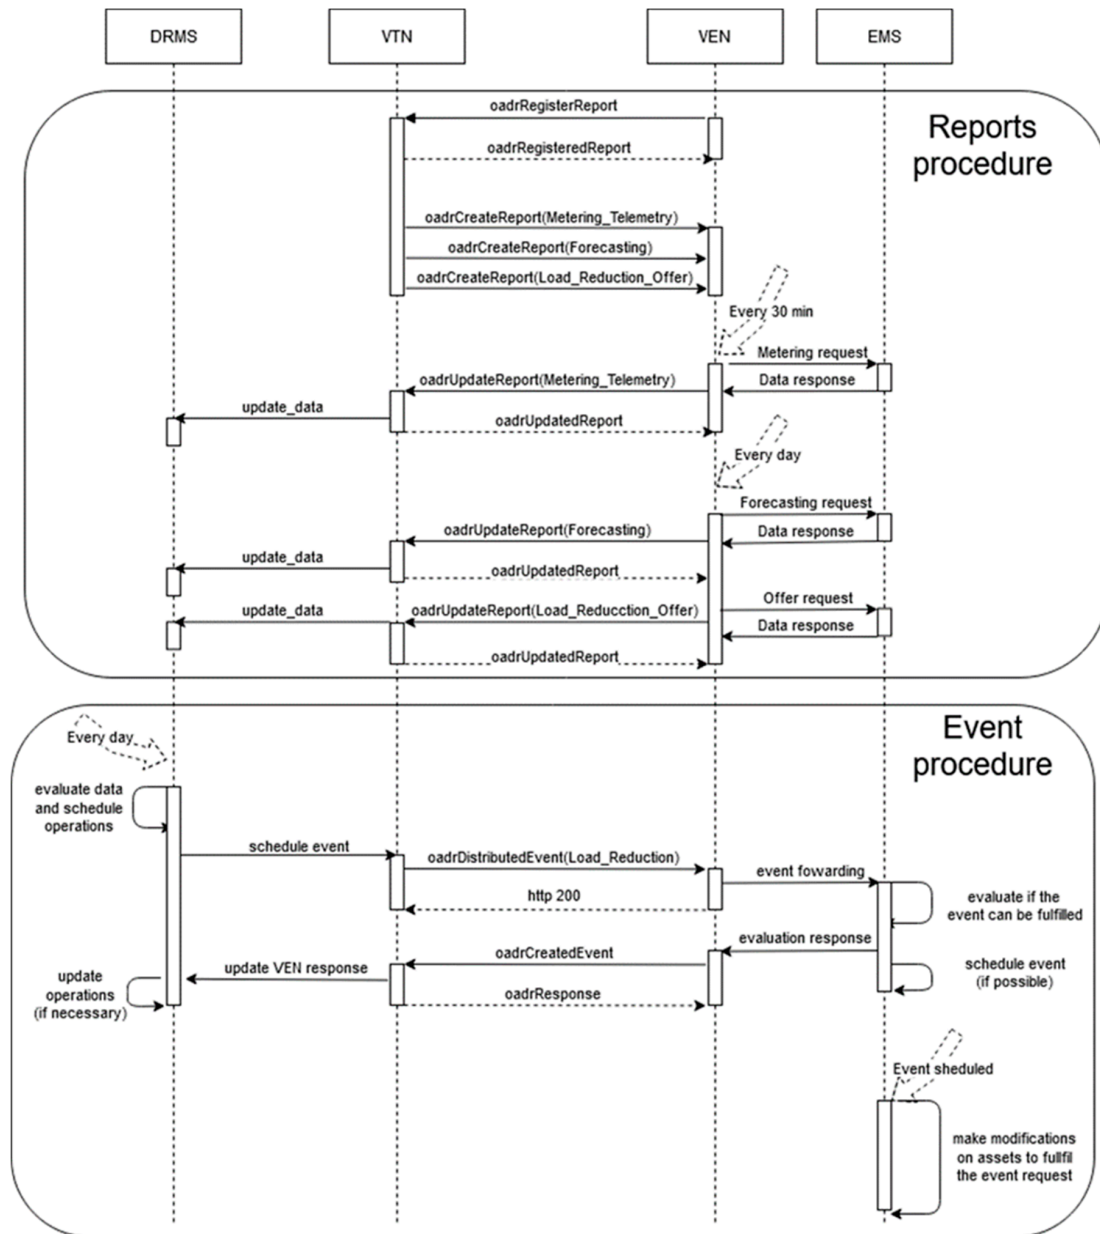 DRMS
VTN
VEN
EMS
Reports
procedure
oadrRegisterReport
oadrRegisteredReport
oadrCreateReport(Metering_Telemetry)
oadrCreateReport(Forecasting)
oadrCreateReport(Load_Reduction_Offer)
Every 30 min
Metering request
oadrUpdateReport(Metering_Telemetry)
Data response
update_data
oadrUpdatedReport
Every day
Forecasting request
oadrUpdateReport(Forecasting)
Data response
update_data
oadrUpdatedReport
Offer request
update_data
oadrUpdateReport(Load_Reducction_Offer)
Data response
oadrUpdatedReport
Event
procedure
Every day
evaluate data
and schedule
operations
schedule event
oadrDistributedEvent(Load_Reduction)
event fowarding
http 200
evaluate if the
event can be fulfilled
evaluation response
oadrCreatedEvent
update VEN response
schedule event
(if possible)
update
operations
(if necessary)
oadrResponse
Event sheduled
make modifications
on assets to fullfil
the event request